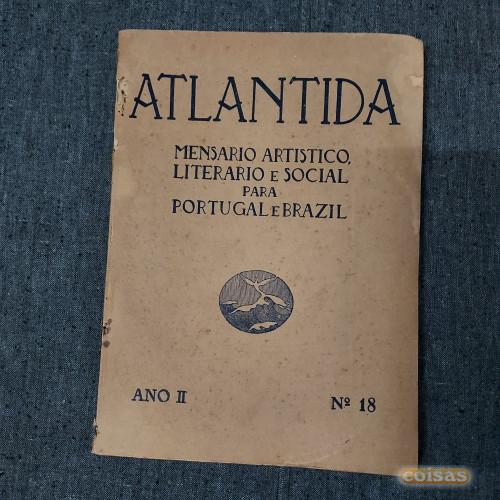 ATLANTIDA
MENSARIO ARTISTICO,
LITERARIO E SOCIAL
PARA
PORTUGAL E BRAZIL
ANO II
Nº 18
coisas